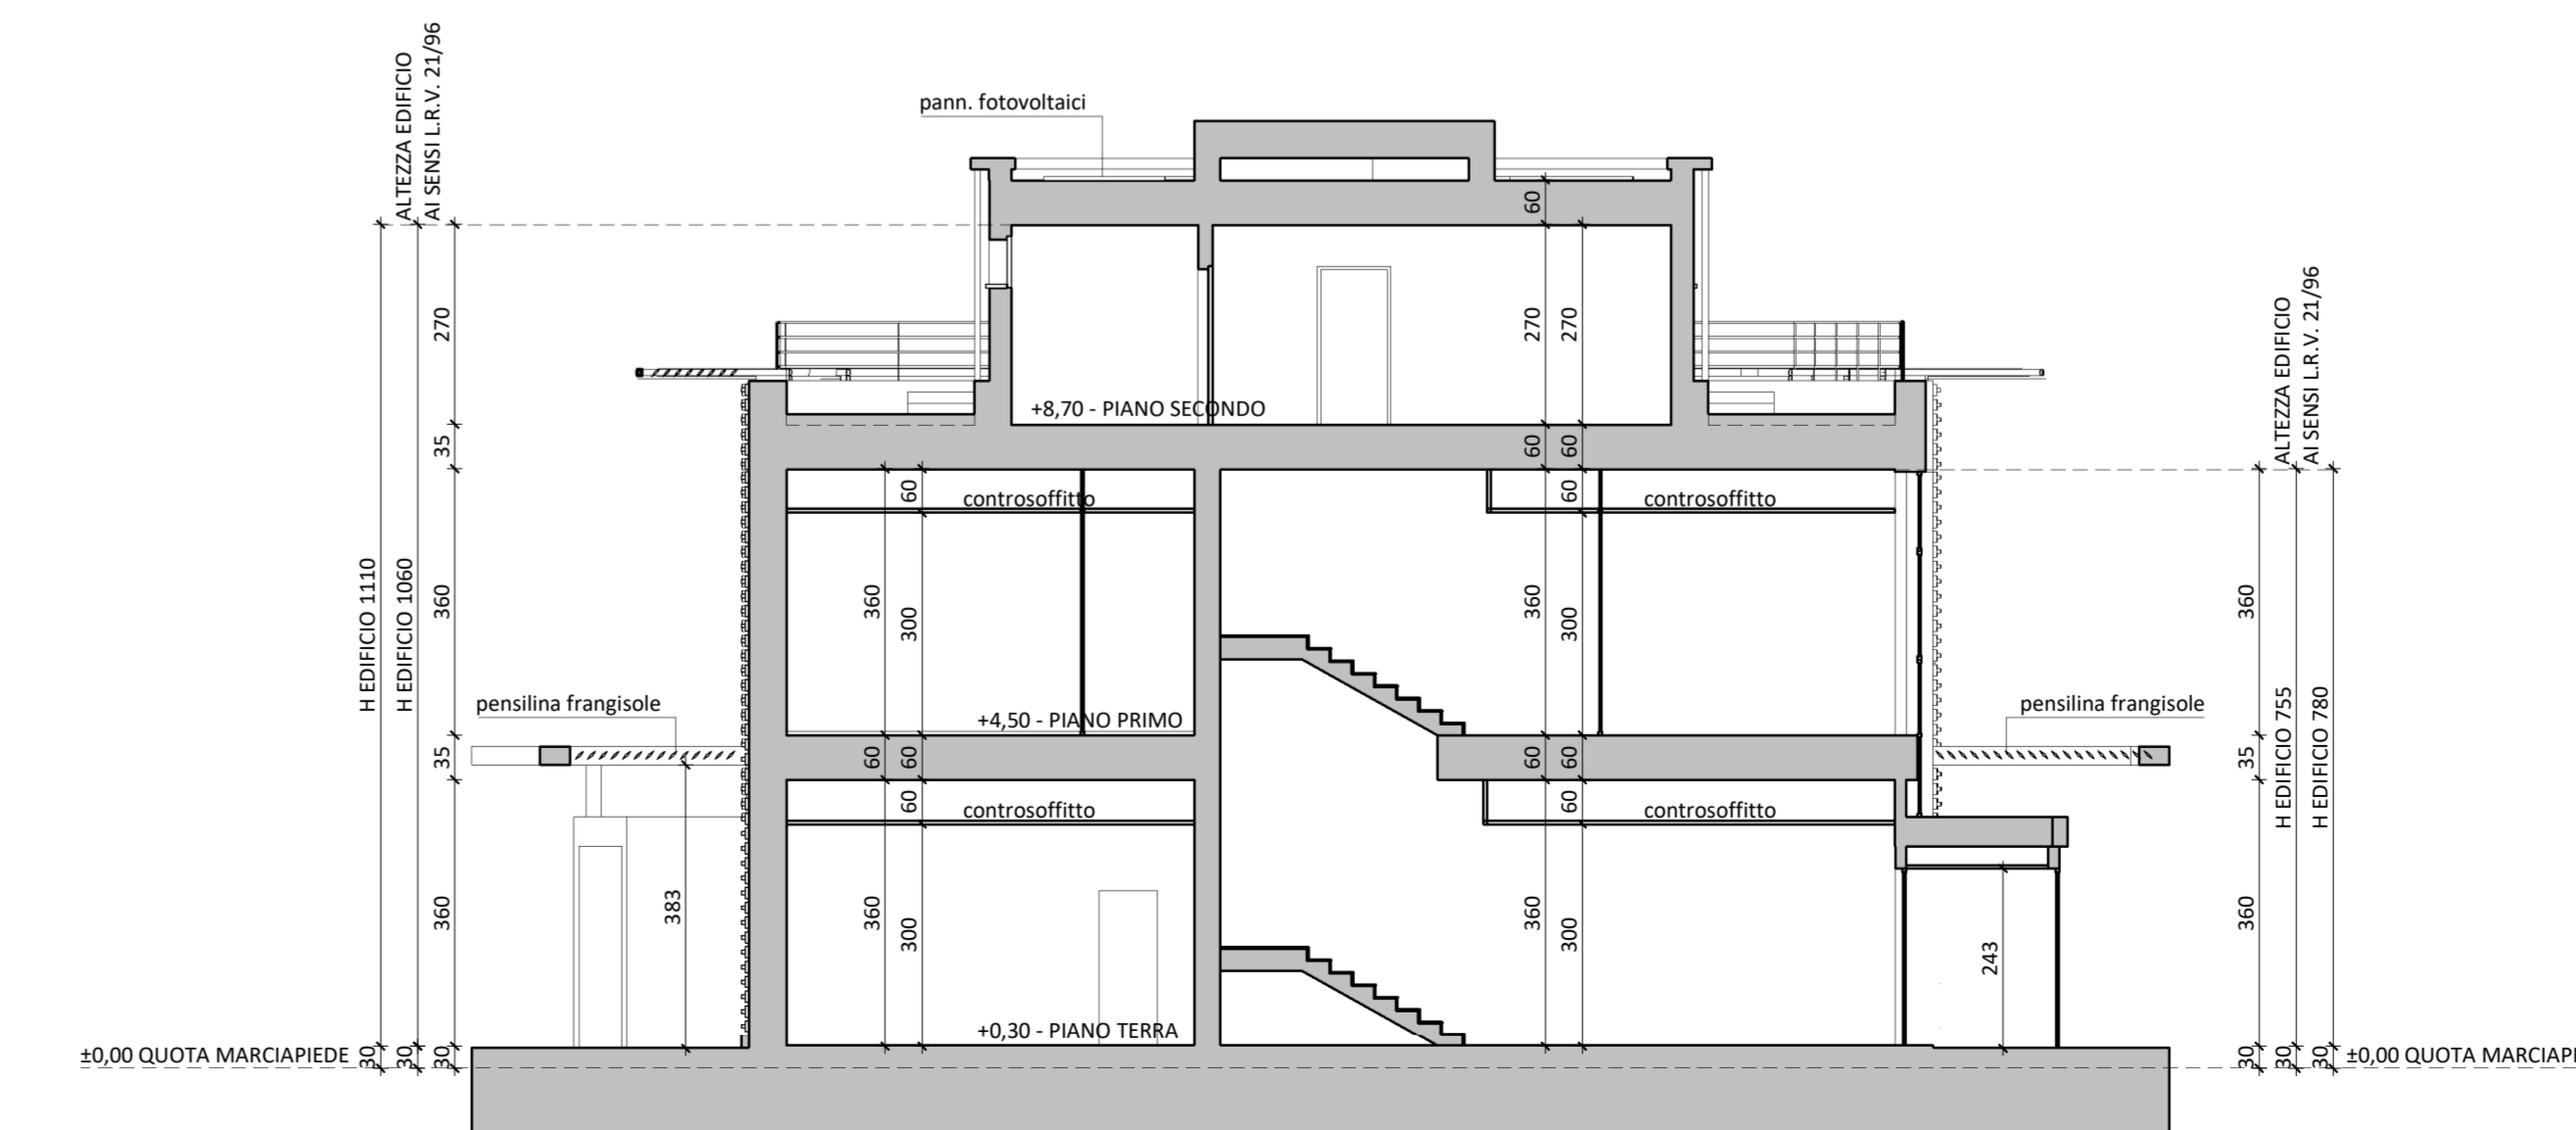 ALTEZZA EDIFICIO
AI SENSI L.R.V. 21/96
pann. fotovoltaici
60
270
270
270
ALTEZZA EDIFICIO
AI SENSI L.R.V. 21/96
+8,70 - PIANO SECONDO
35
60
60
60
controsoffitto
60
controsoffitto
H EDIFICIO 1110
H EDIFICIO 1060
360
360
300
360
300
360
pensilina frangisole
+4,50 - PIANO PRIMO
pensilina frangisole
H EDIFICIO 755
H EDIFICIO 780
35
60
60
60
60
35
60
controsoffitto
60
controsoffitto
360
383
360
300
360
300
243
360
+0,30 - PIANO TERRA
±0,00 QUOTA MARCIAPIEDE
30
30
30
30
30
30
±0,00 QUOTA MARCIAPI